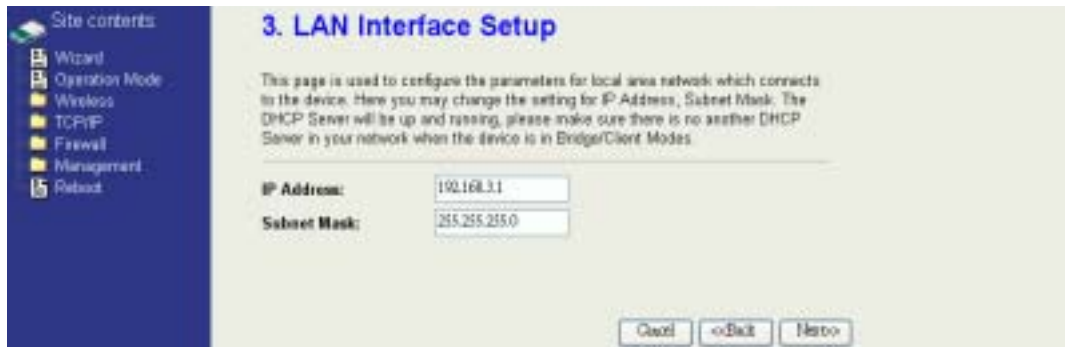 Site contents
Wizard
Operation Mode
Wireless
TCP/IP
Firewall
Management
Reboot
3. LAN Interface Setup
This page is used to configure the parameters for local area network which connects
to the device. Here you may change the setting for IP Address, Subnet Mask. The
DHCP Server will be up and running, please make sure there is no another DHCP
Server in your network when the device is in Bridge/Client Modes.
IP Address: 192.168.3.1
Subnet Mask: 255.255.255.0
Cancel <<Back Next>>